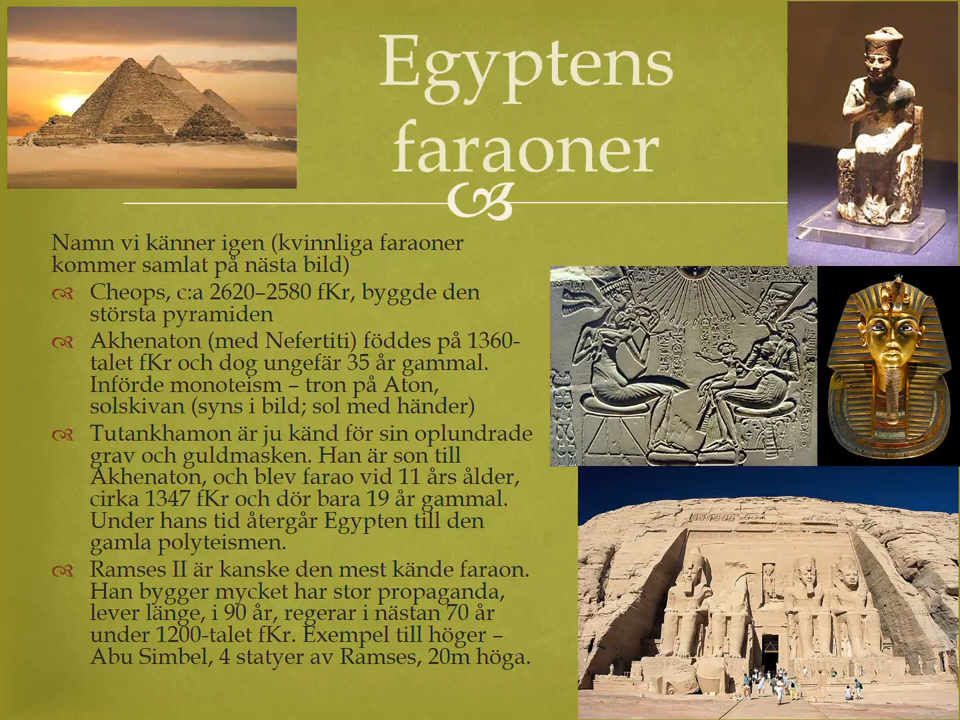 Egyptens
faraoner
Namn vi känner igen (kvinnliga faraoner
kommer samlat på nästa bild)
Cheops, c:a 2620–2580 fKr, byggde den
största pyramiden
Akhenaton (med Nefertiti) föddes på 1360-
talet fKr och dog ungefär 35 år gammal.
Införde monoteism – tron på Aton,
solskivan (syns i bild; sol med händer)
Tutankhamon är ju känd för sin oplundrade
grav och guldmasken. Han är son till
Akhenaton, och blev farao vid 11 års ålder,
cirka 1347 fKr och dör bara 19 år gammal.
Under hans tid återgår Egypten till den
gamla polyteismen.
Ramses II är kanske den mest kände faraon.
Han bygger mycket har stor propaganda,
lever länge, i 90 år, regerar i nästan 70 år
under 1200-talet fKr. Exempel till höger –
Abu Simbel, 4 statyer av Ramses, 20m höga.